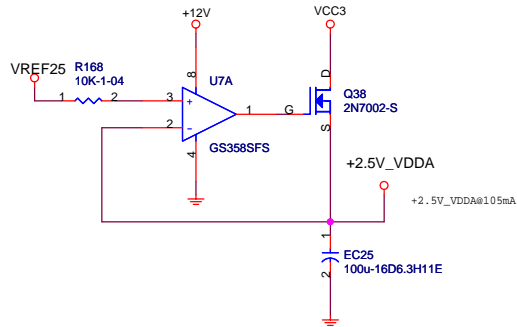 +12V
VCC3
VREF25
R168
10K-1-04
U7A
8
D
Q38
2N7002-S
1
2
3
+
1
G
2
-
S
GS358SFS
4
+2.5V_VDDA
+2.5V_VDDA@105mA
1
EC25
100u-16D6.3H11E
2